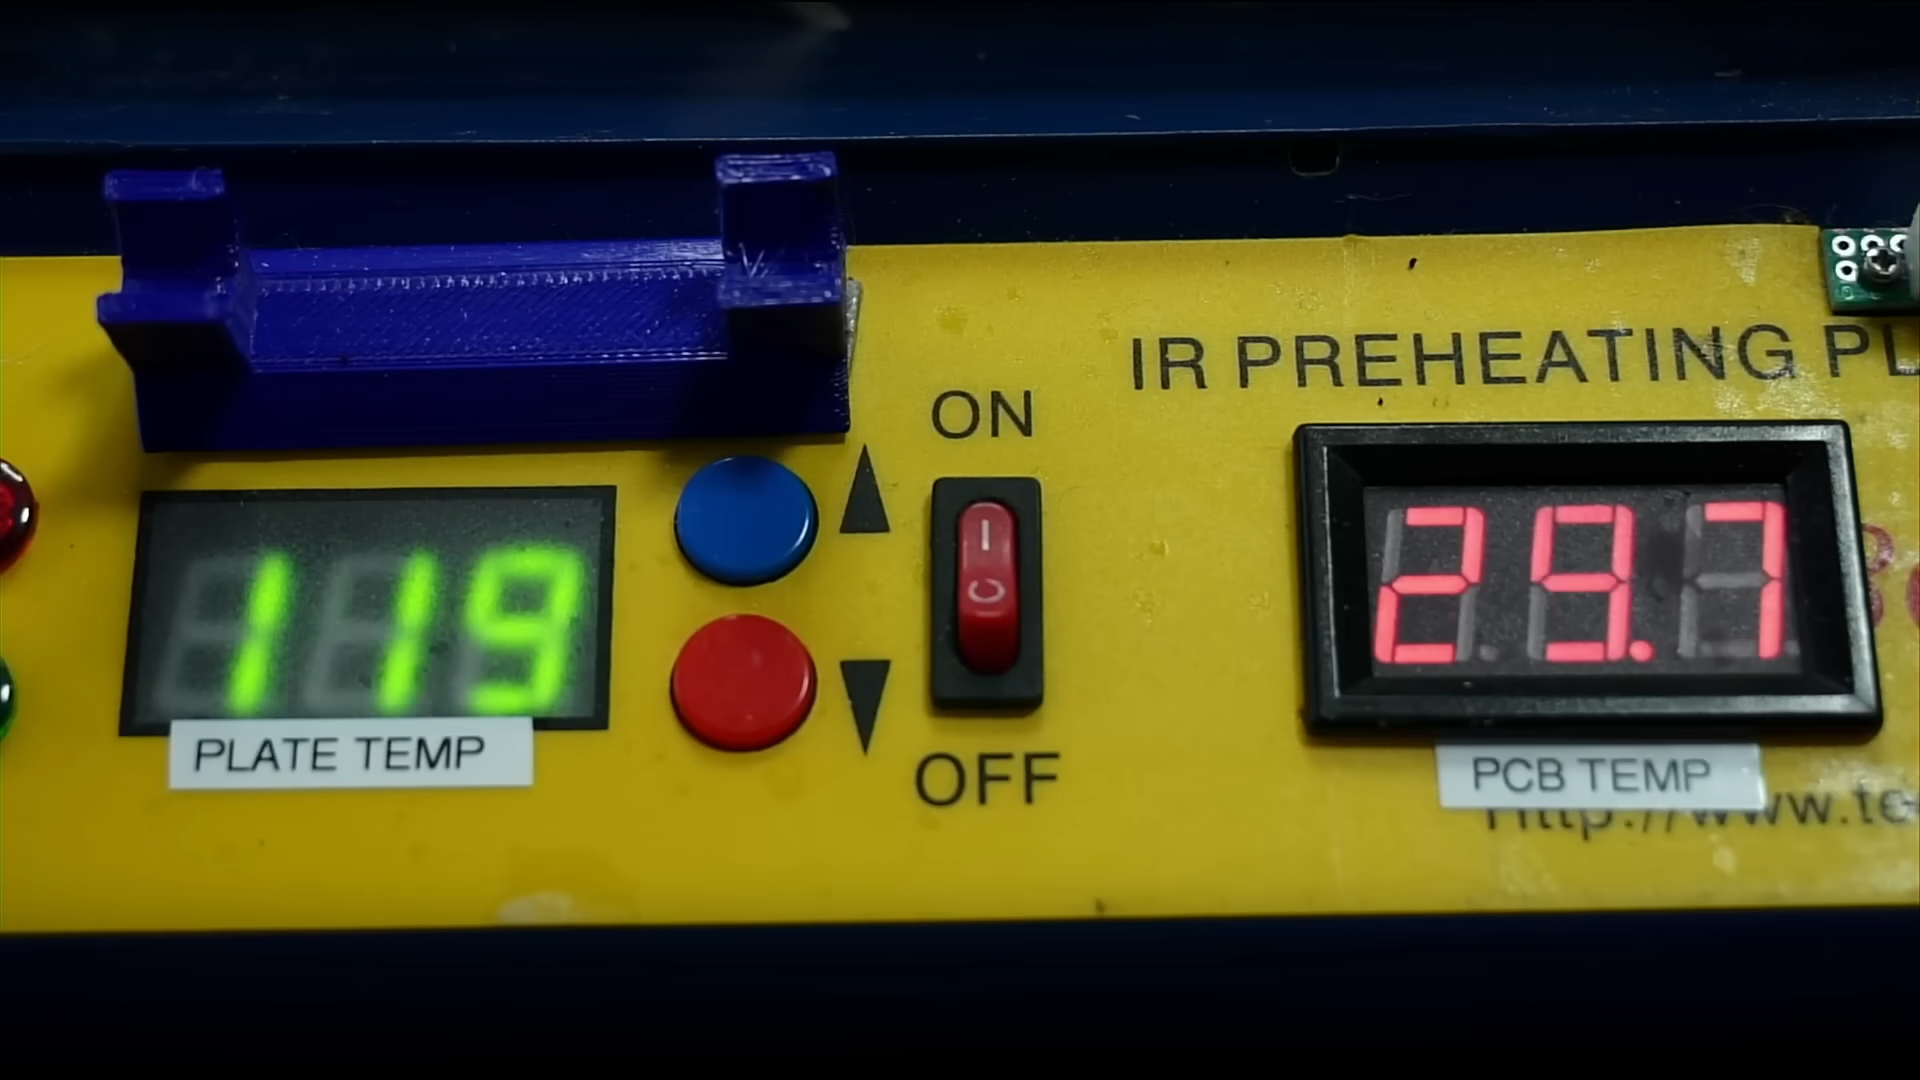 IR PREHEATING PL
ON
119
29.7
PLATE TEMP
PCB TEMP
OFF
Http://www.te